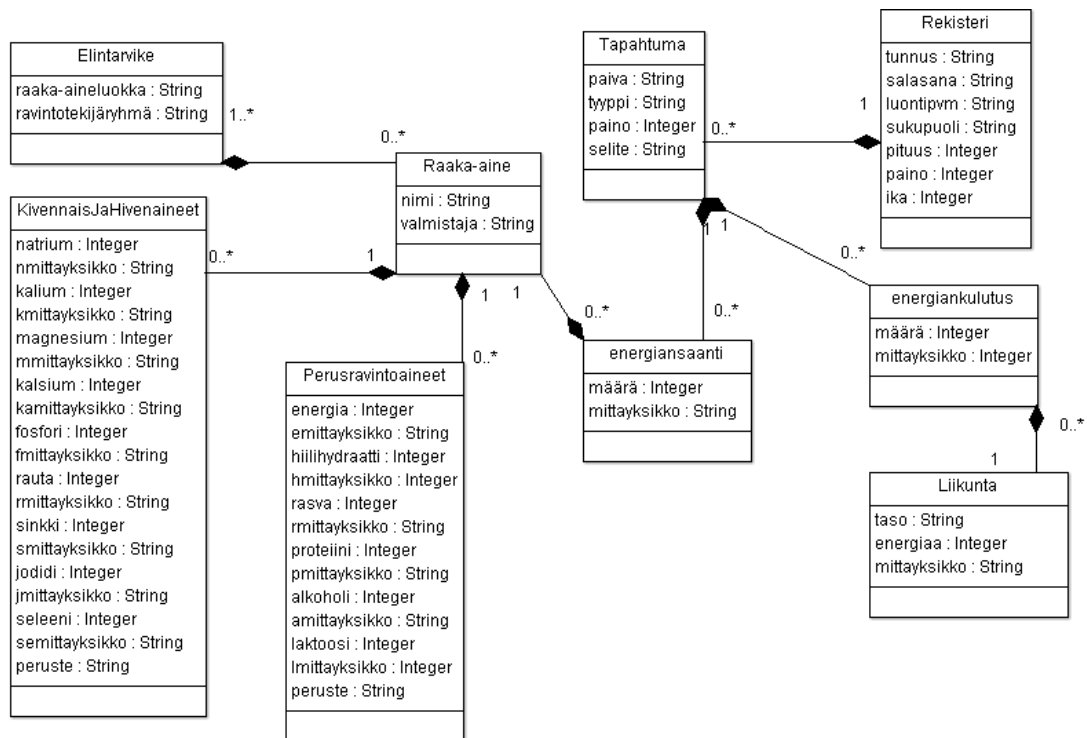 Elintarvike
raaka-aineluokka : String
ravintotekijäryhmä : String
1..*
0..*
Raaka-aine
nimi : String
valmistaja : String
1
1
1
KivennaisJaHivenaineet
natrium : Integer
nmittayksikko : String
kalium : Integer
kmittayksikko : String
magnesium : Integer
mmittayksikko : String
kalsium : Integer
kamittayksikko : String
fosfori : Integer
fmittayksikko : String
rauta : Integer
rmittayksikko : String
sinkki : Integer
smittayksikko : String
jodidi : Integer
jmittayksikko : String
seleeni : Integer
semittayksikko : String
peruste : String
0..*
0..*
Perusravintoaineet
energia : Integer
emittayksikko : String
hiilihydraatti : Integer
hmittayksikko : Integer
rasva : Integer
rmittayksikko : String
proteiini : Integer
pmittayksikko : String
alkoholi : Integer
amittayksikko : String
laktoosi : Integer
lmittayksikko : Integer
peruste : String
Tapahtuma
paiva : String
tyyppi : String
paino : Integer
selite : String
0..*
1
1
1
Rekisteri
tunnus : String
salasana : String
luontipvm : String
sukupuoli : String
pituus : Integer
paino : Integer
ika : Integer
0..*
0..*
0..*
energiansaanti
määrä : Integer
mittayksikko : String
energiankulutus
määrä : Integer
mittayksikko : Integer
0..*
1
Liikunta
taso : String
energiaa : Integer
mittayksikko : String